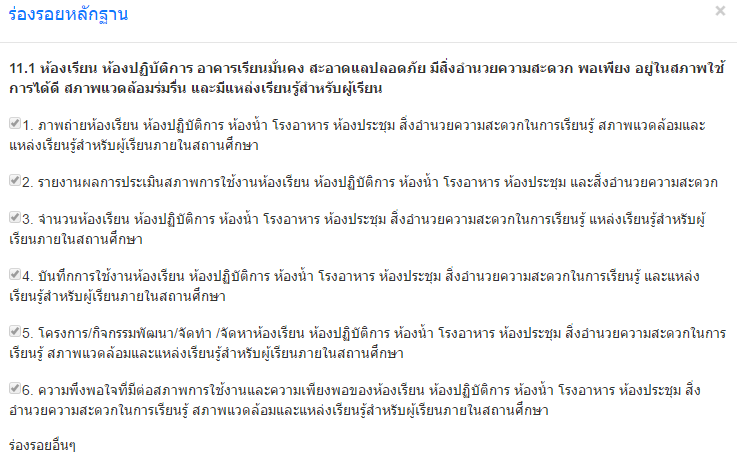 ร่องรอยหลักฐาน
11.1 ห้องเรียน ห้องปฏิบัติการ อาคารเรียนมั่นคง สะอาดแลปลอดภัย มีสิ่งอำนวยความสะดวก พอเพียง อยู่ในสภาพใช้
การได้ดี สภาพแวดล้อมร่มรื่น และมีแหล่งเรียนรู้สำหรับผู้เรียน
1. ภาพถ่ายห้องเรียน ห้องปฏิบัติการ ห้องน้ำ โรงอาหาร ห้องประชุม สิ่งอำนวยความสะดวกในการเรียนรู้ สภาพแวดล้อมและ
แหล่งเรียนรู้สำหรับผู้เรียนภายในสถานศึกษา
2. รายงานผลการประเมินสภาพการใช้งานห้องเรียน ห้องปฏิบัติการ ห้องน้ำ โรงอาหาร ห้องประชุม และสิ่งอำนวยความสะดวก
3. จำนวนห้องเรียน ห้องปฏิบัติการ ห้องน้ำ โรงอาหาร ห้องประชุม สิ่งอำนวยความสะดวกในการเรียนรู้ แหล่งเรียนรู้สำหรับผู้
เรียนภายในสถานศึกษา
4. บันทึกการใช้งานห้องเรียน ห้องปฏิบัติการ ห้องน้ำ โรงอาหาร ห้องประชุม สิ่งอำนวยความสะดวกในการเรียนรู้ และแหล่ง
เรียนรู้สำหรับผู้เรียนภายในสถานศึกษา
5. โครงการ/กิจกรรมพัฒนา/จัดทำ /จัดหาห้องเรียน ห้องปฏิบัติการ ห้องน้ำ โรงอาหาร ห้องประชุม สิ่งอำนวยความสะดวกในการ
เรียนรู้ สภาพแวดล้อมและแหล่งเรียนรู้สำหรับผู้เรียนภายในสถานศึกษา
6. ความพึงพอใจที่มีต่อสภาพการใช้งานและความเพียงพอของห้องเรียน ห้องปฏิบัติการ ห้องน้ำ โรงอาหาร ห้องประชุม สิ่ง
อำนวยความสะดวกในการเรียนรู้ สภาพแวดล้อมและแหล่งเรียนรู้สำหรับผู้เรียนภายในสถานศึกษา
ร่องรอยอื่นๆ